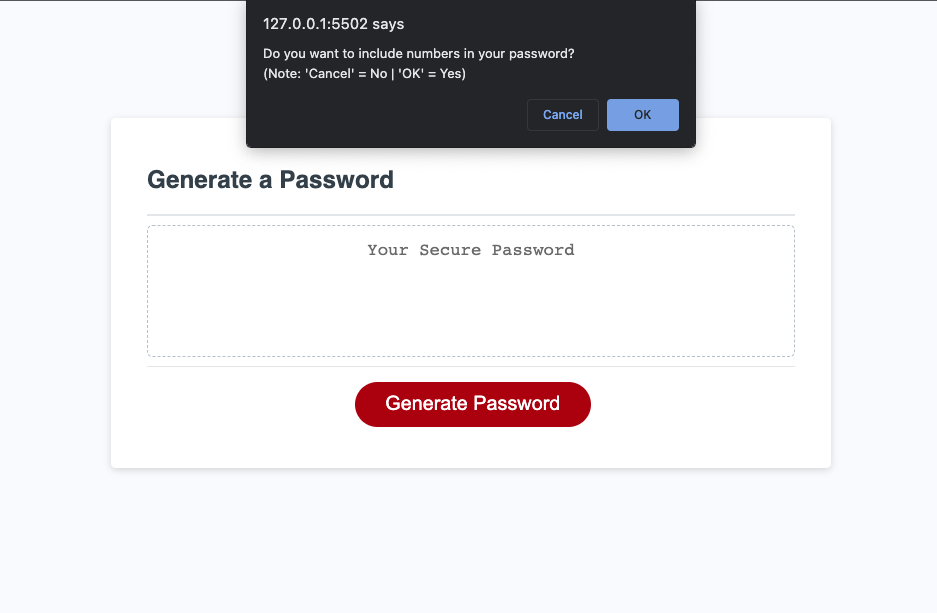 127.0.0.1:5502 says
Do you want to include numbers in your password?
(Note: 'Cancel' = No | 'OK' = Yes)
Cancel
OK
Generate a Password
Your Secure Password
Generate Password